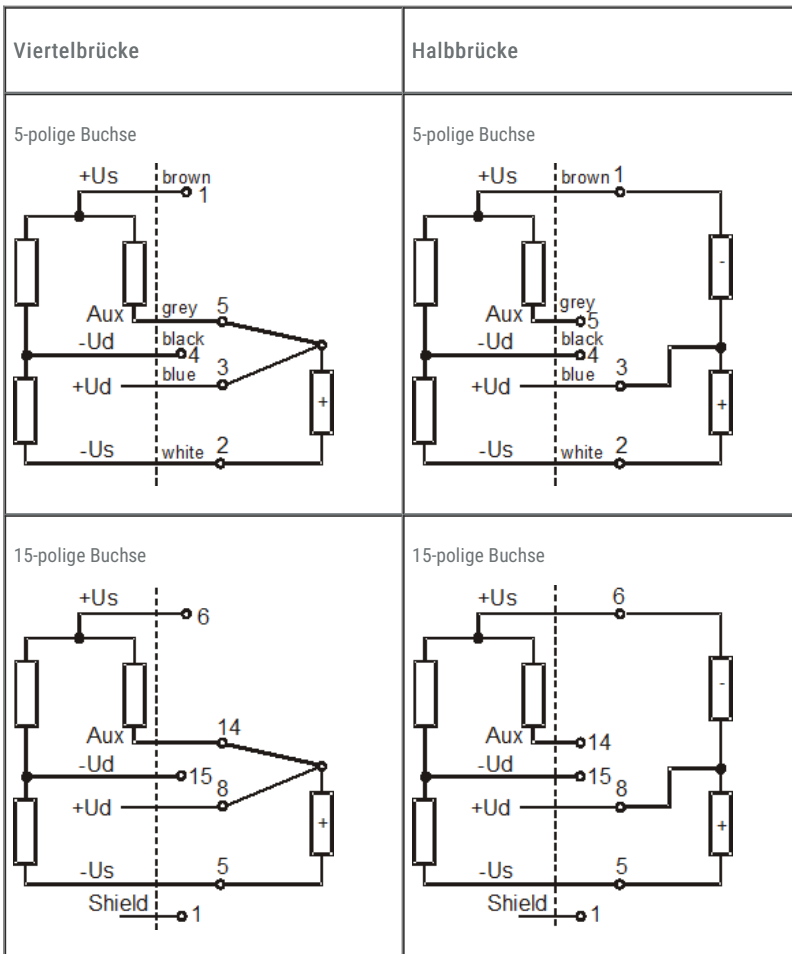 Viertelbrücke
Halbbrücke
5-polige Buchse
+Us
brown
1
Aux
grey
5
-Ud
black
4
+Ud
blue
3
+
-Us
white
2
5-polige Buchse
+Us
brown 1
-
Aux
grey
5
-Ud
black
4
+Ud
blue
3
+
-Us
white
2
15-polige Buchse
+Us
6
Aux
14
-Ud
15
+Ud
8
+
-Us
5
Shield
1
15-polige Buchse
+Us
6
-
Aux
14
-Ud
15
+Ud
8
+
-Us
5
Shield
1